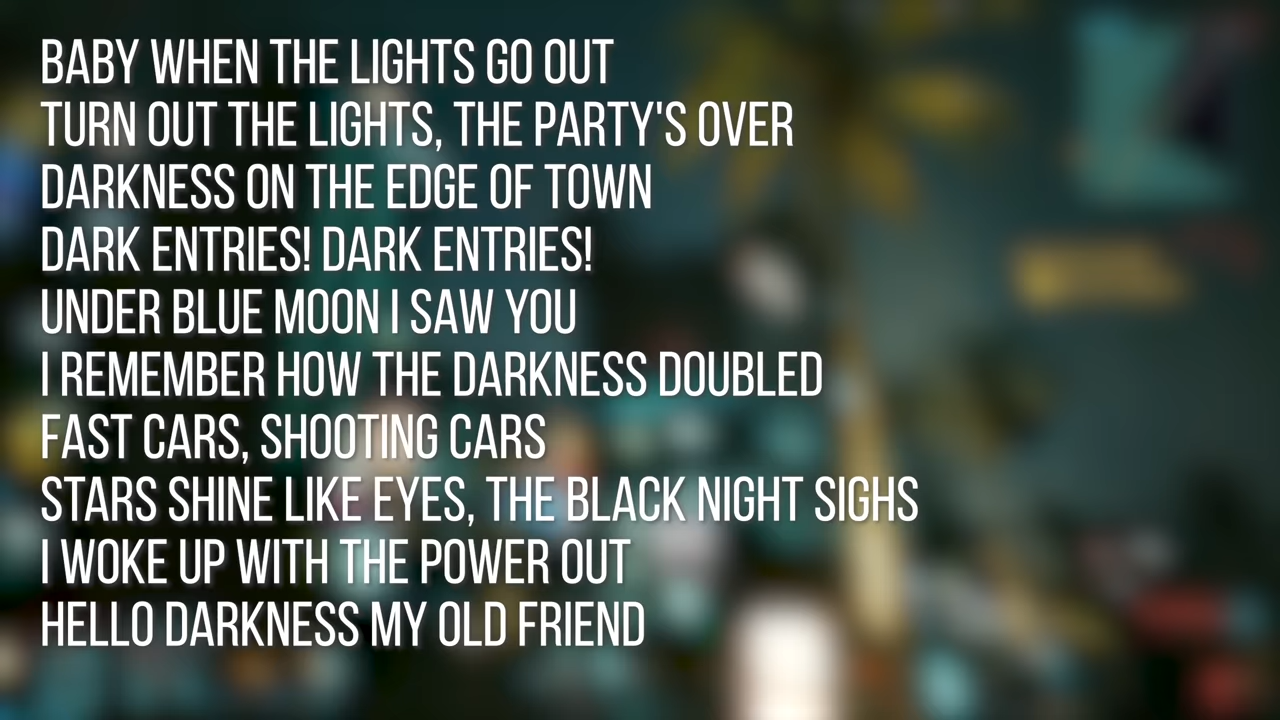 BABY WHEN THE LIGHTS GO OUT
TURN OUT THE LIGHTS, THE PARTY'S OVER
DARKNESS ON THE EDGE OF TOWN
DARK ENTRIES! DARK ENTRIES!
UNDER BLUE MOON I SAW YOU
I REMEMBER HOW THE DARKNESS DOUBLED
FAST CARS, SHOOTING CARS
STARS SHINE LIKE EYES, THE BLACK NIGHT SIGHS
I WOKE UP WITH THE POWER OUT
HELLO DARKNESS MY OLD FRIEND